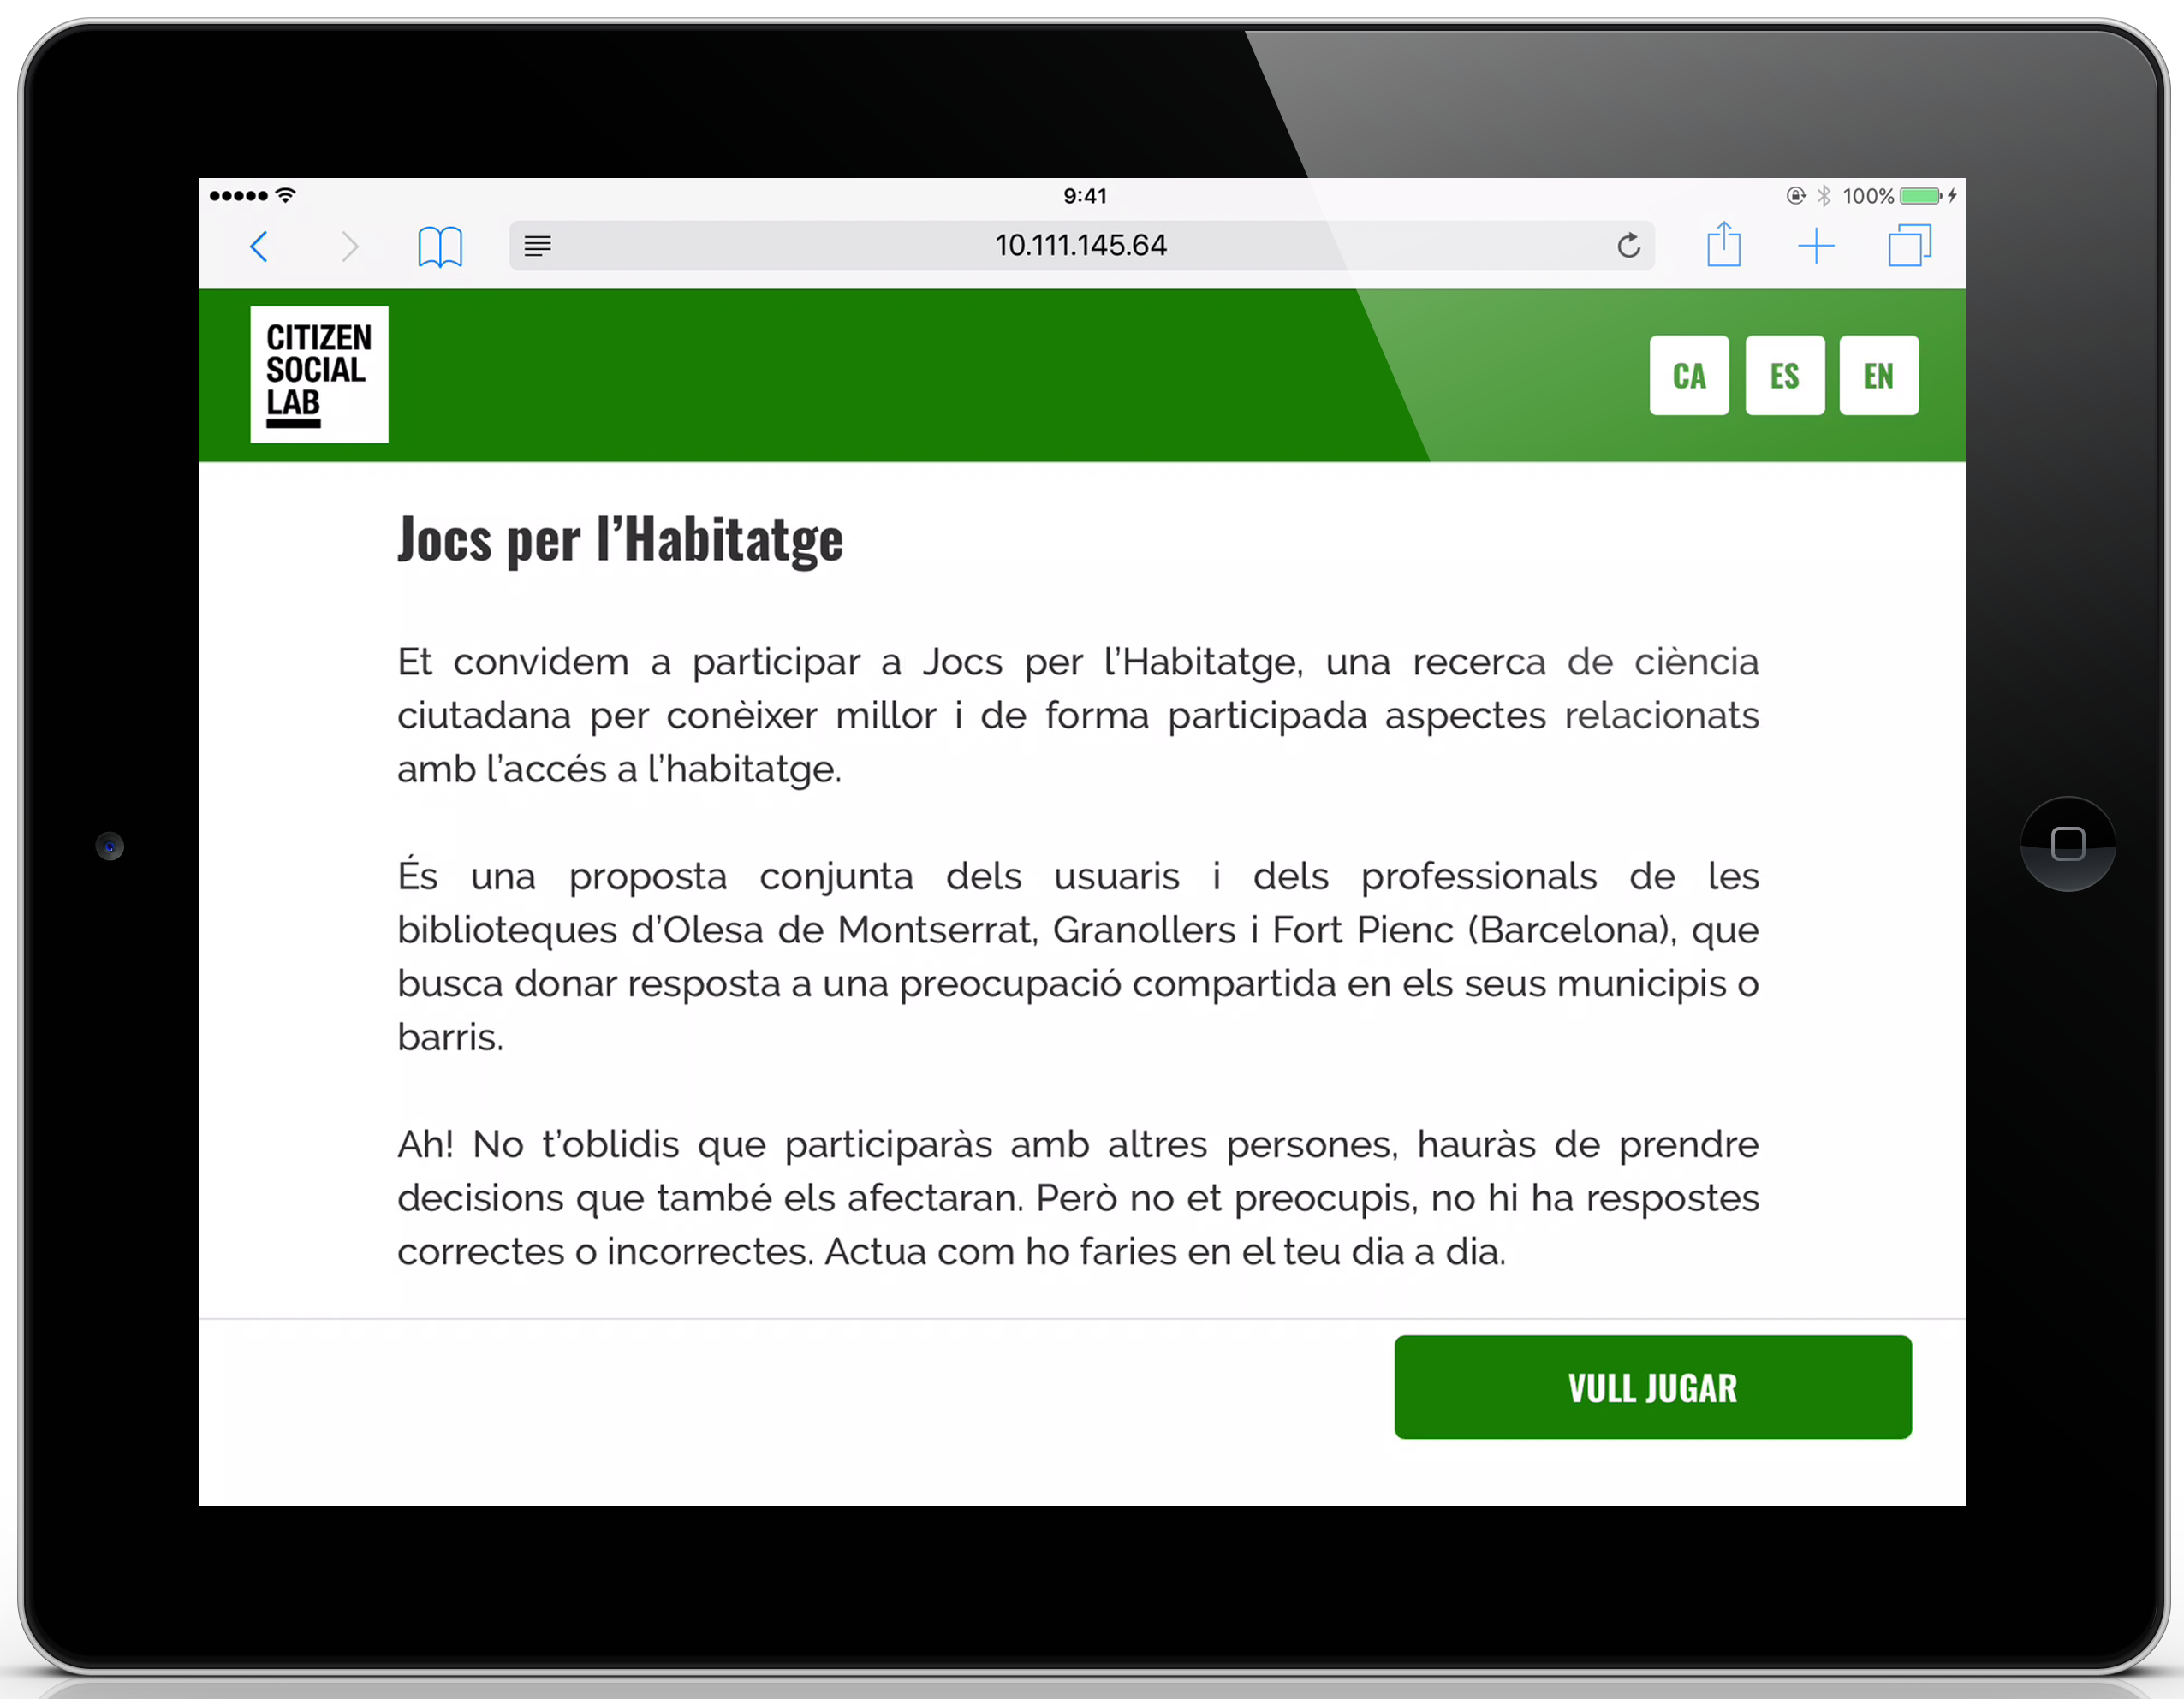 9:41
100%
10.111.145.64
CITIZEN
SOCIAL
LAB
CA
ES
EN
Jocs per l’Habitatge
Et convidem a participar a Jocs per l’Habitatge, una recerca de ciència
ciutadana per conèixer millor i de forma participada aspectes relacionats
amb l’accés a l’habitatge.
És una proposta conjunta dels usuaris i dels professionals de les
biblioteques d’Olesa de Montserrat, Granollers i Fort Pienc (Barcelona), que
busca donar resposta a una preocupació compartida en els seus municipis o
barris.
Ah! No t’oblidis que participaràs amb altres persones, hauràs de prendre
decisions que també els afectaran. Però no et preocupis, no hi ha respostes
correctes o incorrectes. Actua com ho faries en el teu dia a dia.
VULL JUGAR